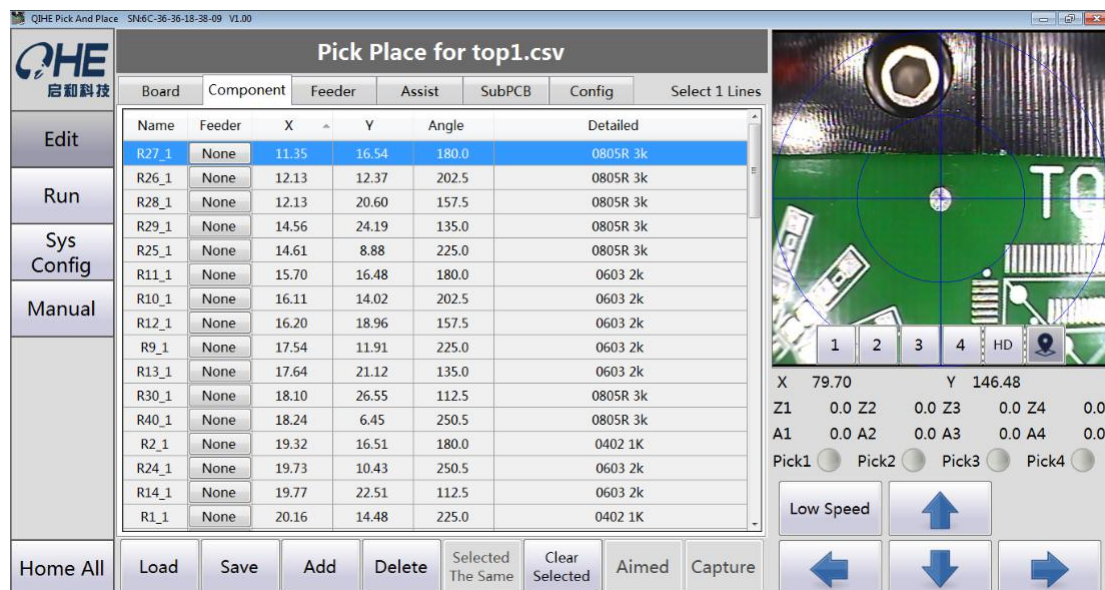 QIHE Pick And Place SN:6C-36-36-18-38-09 V1.00
QiHE
启和科技
Edit
Run
Sys
Config
Manual
Home All
Pick Place for top1.csv
Board Component Feeder Assist SubPCB Config Select 1 Lines
Name Feeder X Y Angle Detailed
R27_1 None 11.35 16.54 180.0 0805R 3k
R26_1 None 12.13 12.37 202.5 0805R 3k
R28_1 None 12.13 20.60 157.5 0805R 3k
R29_1 None 14.56 24.19 135.0 0805R 3k
R25_1 None 14.61 8.88 225.0 0805R 3k
R11_1 None 15.70 16.48 180.0 0603 2k
R10_1 None 16.11 14.02 202.5 0603 2k
R12_1 None 16.20 18.96 157.5 0603 2k
R9_1 None 17.54 11.91 225.0 0603 2k
R13_1 None 17.64 21.12 135.0 0603 2k
R30_1 None 18.10 26.55 112.5 0805R 3k
R40_1 None 18.24 6.45 250.5 0805R 3k
R2_1 None 19.32 16.51 180.0 0402 1K
R24_1 None 19.73 10.43 250.5 0603 2k
R14_1 None 19.77 22.51 112.5 0603 2k
R1_1 None 20.16 14.48 225.0 0402 1K
Load Save Add Delete Selected The Same Clear Selected Aimed Capture
1 2 3 4 HD
X 79.70 Y 146.48
Z1 0.0 Z2 0.0 Z3 0.0 Z4 0.0
A1 0.0 A2 0.0 A3 0.0 A4 0.0
Pick1 Pick2 Pick3 Pick4
Low Speed